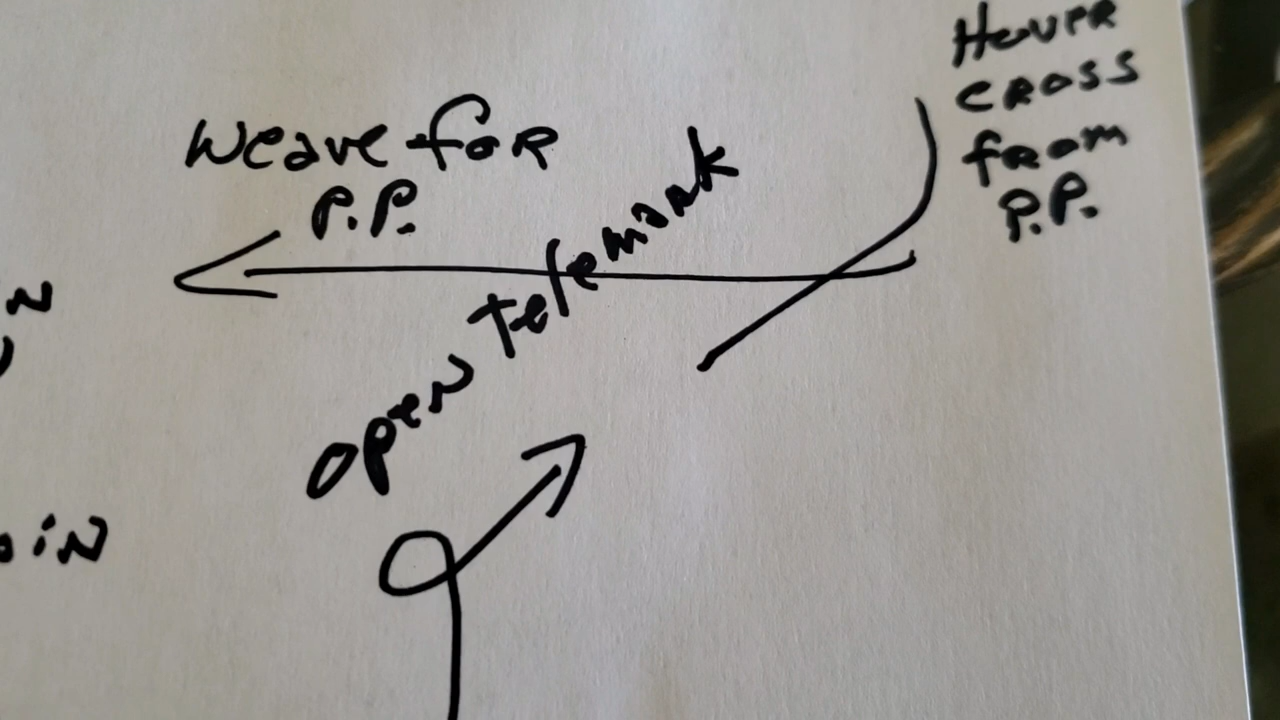 Hover
cross
from
P.P.
Weave for
P.P.
open telemark